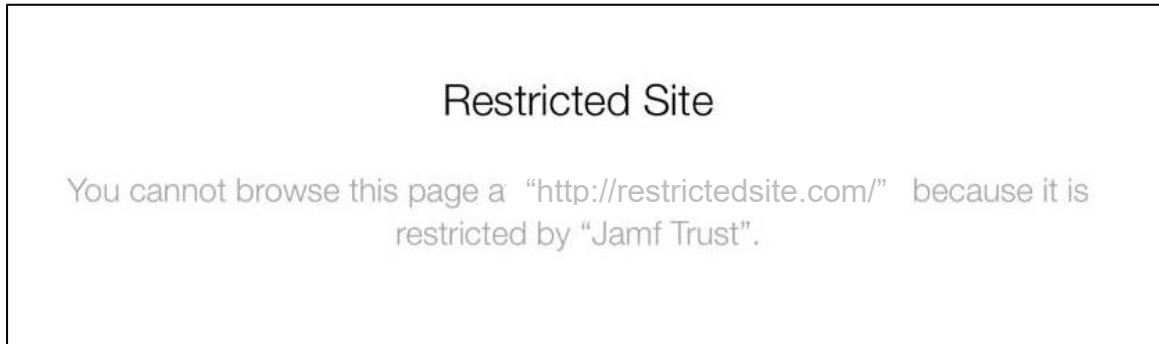 Restricted Site
You cannot browse this page a “http://restrictedsite.com/” because it is
restricted by “Jamf Trust”.